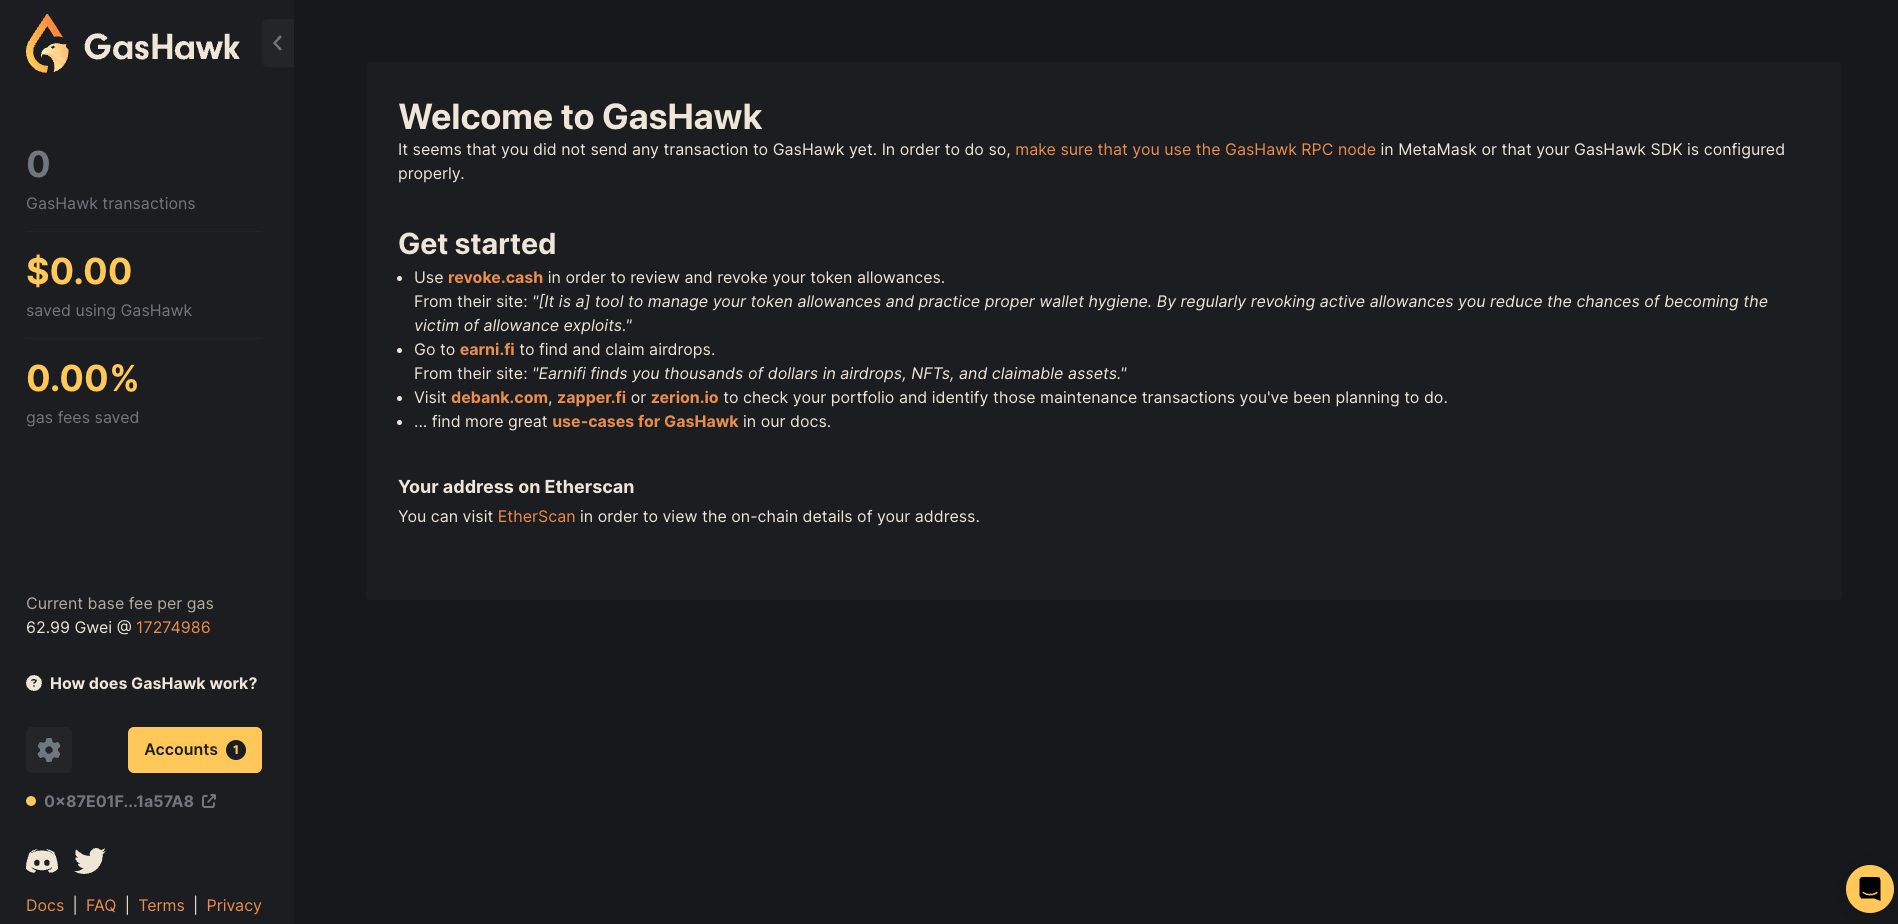 GasHawk
0
GasHawk transactions
$0.00
saved using GasHawk
0.00%
gas fees saved
Current base fee per gas
62.99 Gwei @ 17274986
? How does GasHawk work?
Accounts 1
0x87E01F...1a57A8
Docs | FAQ | Terms | Privacy
Welcome to GasHawk
It seems that you did not send any transaction to GasHawk yet. In order to do so, make sure that you use the GasHawk RPC node in MetaMask or that your GasHawk SDK is configured
properly.
Get started
• Use revoke.cash in order to review and revoke your token allowances.
From their site: "[It is a] tool to manage your token allowances and practice proper wallet hygiene. By regularly revoking active allowances you reduce the chances of becoming the
victim of allowance exploits."
• Go to earni.fi to find and claim airdrops.
From their site: "Earnifi finds you thousands of dollars in airdrops, NFTs, and claimable assets."
• Visit debank.com, zapper.fi or zerion.io to check your portfolio and identify those maintenance transactions you've been planning to do.
• ... find more great use-cases for GasHawk in our docs.
Your address on Etherscan
You can visit EtherScan in order to view the on-chain details of your address.